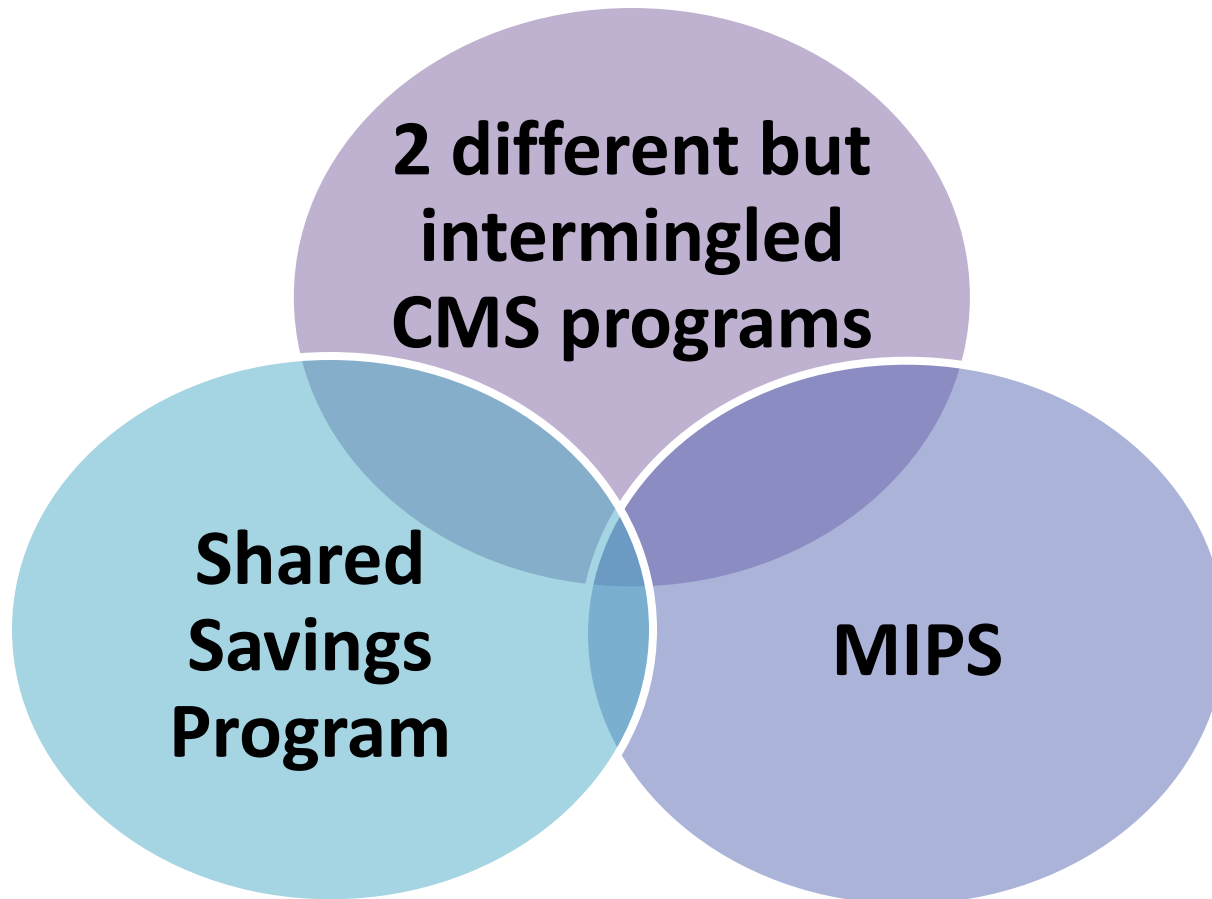 2 different but
intermingled
CMS programs
Shared
Savings
Program
MIPS